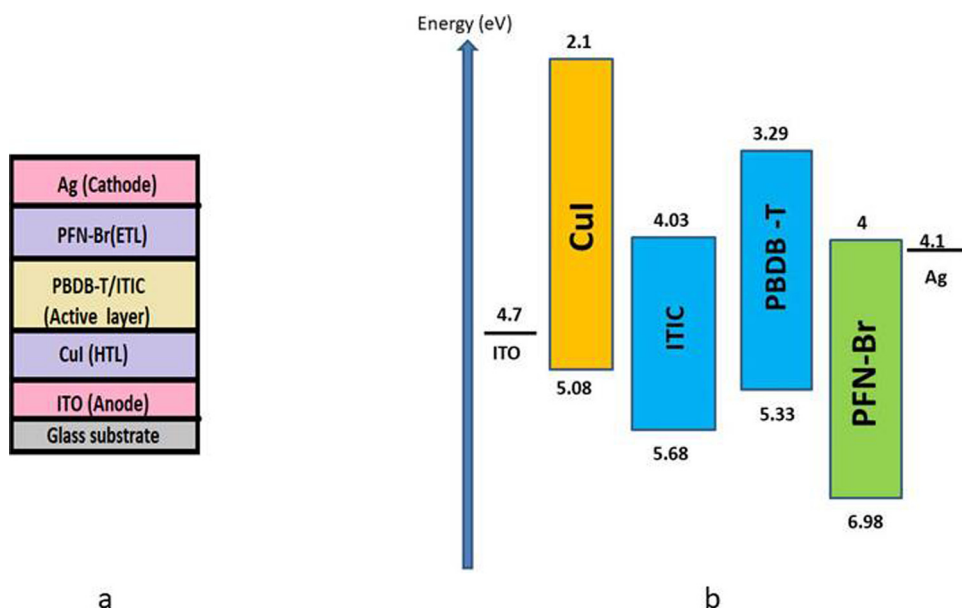 Ag (Cathode)
PFN-Br(ETL)
PBDB-T/ITIC
(Active layer)
CuI (HTL)
ITO (Anode)
Glass substrate
a
Energy (eV)
2.1
CuI
5.08
4.7
ITO
4.03
ITIC
5.68
3.29
PBDB -T
5.33
4
PFN-Br
6.98
4.1
Ag
b